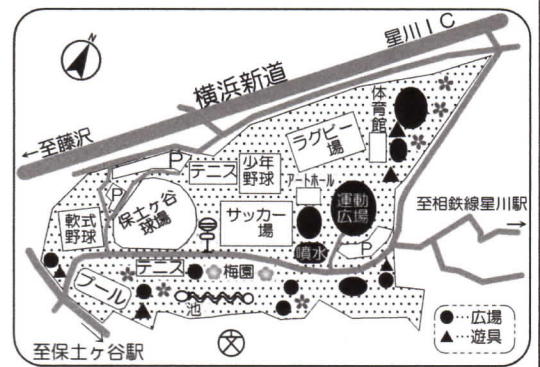 N
星川IC
横浜新道
←至藤沢
体育館
ラグビー
場
P
テニス
少年
野球
アートホール
運動
広場
至相鉄線星川駅
→
P
軟式
野球
保土ヶ谷
球場
サッカー
場
噴水
P
テニス
梅園
プール
池
文
至保土ケ谷駅
●…広場
▲…遊具